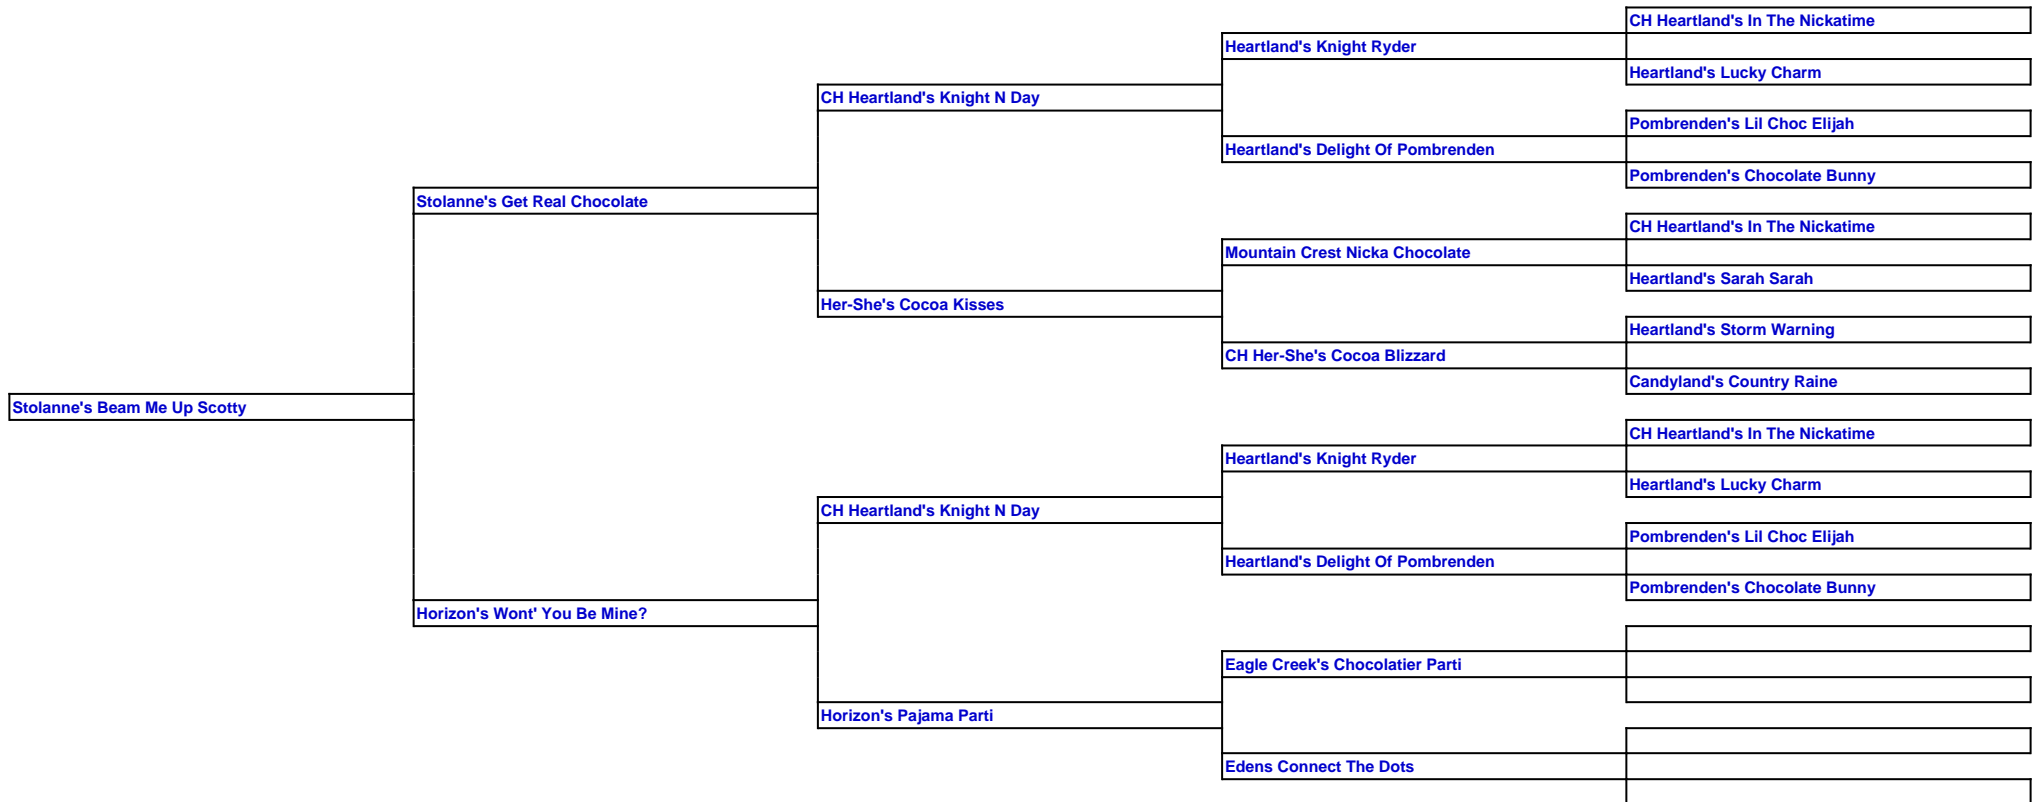 CH Heartland's In The Nickatime
Heartland's Knight Ryder
Heartland's Lucky Charm
CH Heartland's Knight N Day
Pombrenden's Lil Choc Elijah
Heartland's Delight Of Pombrenden
Pombrenden's Chocolate Bunny
Stolanne's Get Real Chocolate
CH Heartland's In The Nickatime
Mountain Crest Nicka Chocolate
Heartland's Sarah Sarah
Her-She's Cocoa Kisses
Heartland's Storm Warning
CH Her-She's Cocoa Blizzard
Candyland's Country Raine
Stolanne's Beam Me Up Scotty
CH Heartland's In The Nickatime
Heartland's Knight Ryder
Heartland's Lucky Charm
CH Heartland's Knight N Day
Pombrenden's Lil Choc Elijah
Heartland's Delight Of Pombrenden
Pombrenden's Chocolate Bunny
Horizon's Wont' You Be Mine?
Eagle Creek's Chocolatier Parti
Horizon's Pajama Parti
Edens Connect The Dots